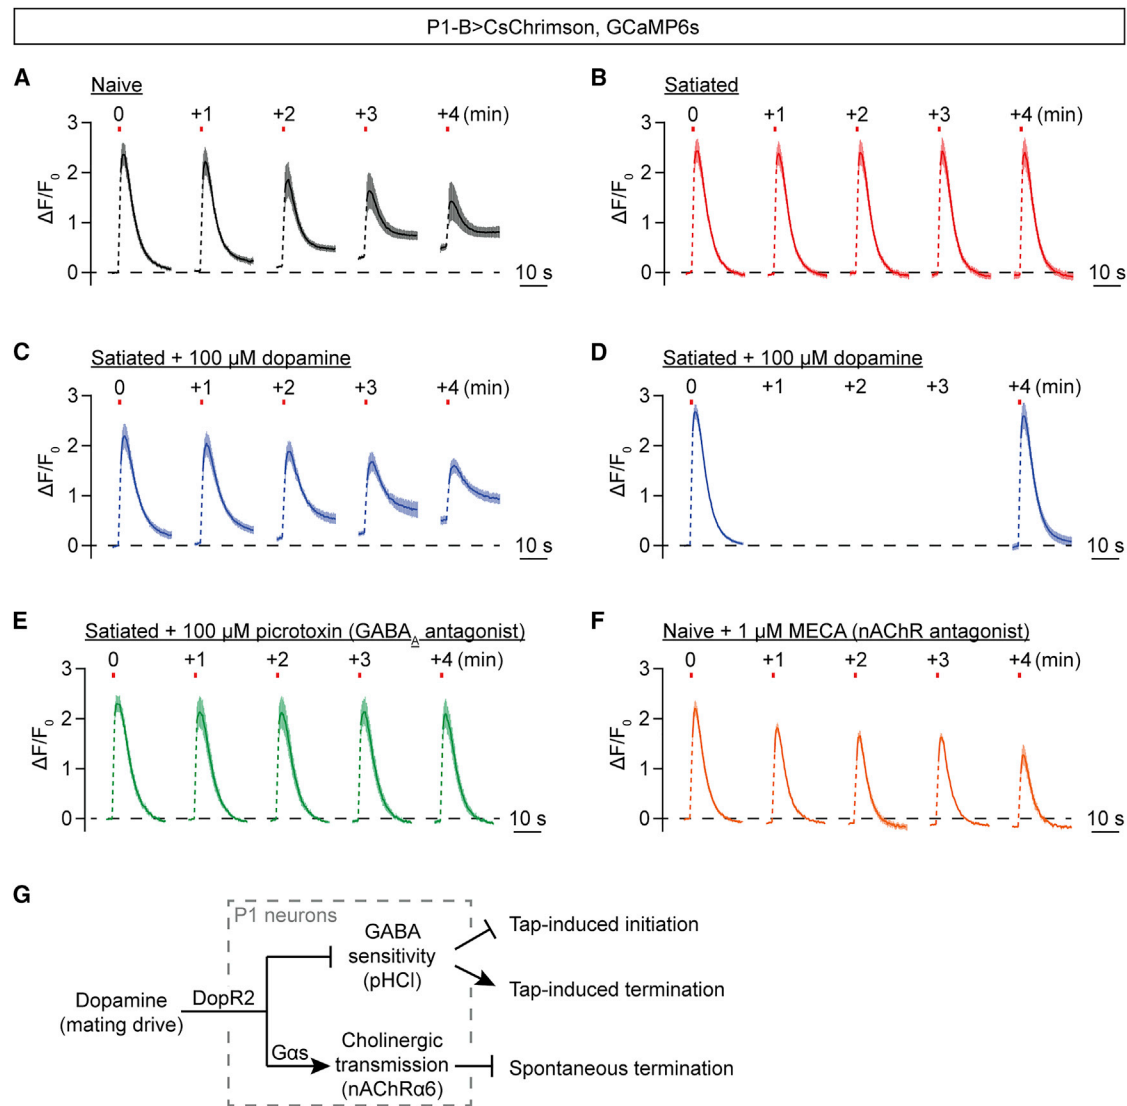 P1-B>CsChrimson, GCaMP6s
A
Naive
0 +1 +2 +3 +4 (min)
3
2
1
0
ΔF/F0
10 s
B
Satiated
0 +1 +2 +3 +4 (min)
3
2
1
0
ΔF/F0
10 s
C
Satiated + 100 µM dopamine
0 +1 +2 +3 +4 (min)
3
2
1
0
ΔF/F0
10 s
D
Satiated + 100 µM dopamine
0 +1 +2 +3 +4 (min)
3
2
1
0
ΔF/F0
10 s
E
Satiated + 100 µM picrotoxin (GABAA antagonist)
0 +1 +2 +3 +4 (min)
3
2
1
0
ΔF/F0
10 s
F
Naive + 1 µM MECA (nAChR antagonist)
0 +1 +2 +3 +4 (min)
3
2
1
0
ΔF/F0
10 s
G
P1 neurons
Dopamine
(mating drive)
DopR2
Gαs
GABA
sensitivity
(pHCl)
Cholinergic
transmission
(nAChRα6)
Tap-induced initiation
Tap-induced termination
Spontaneous termination